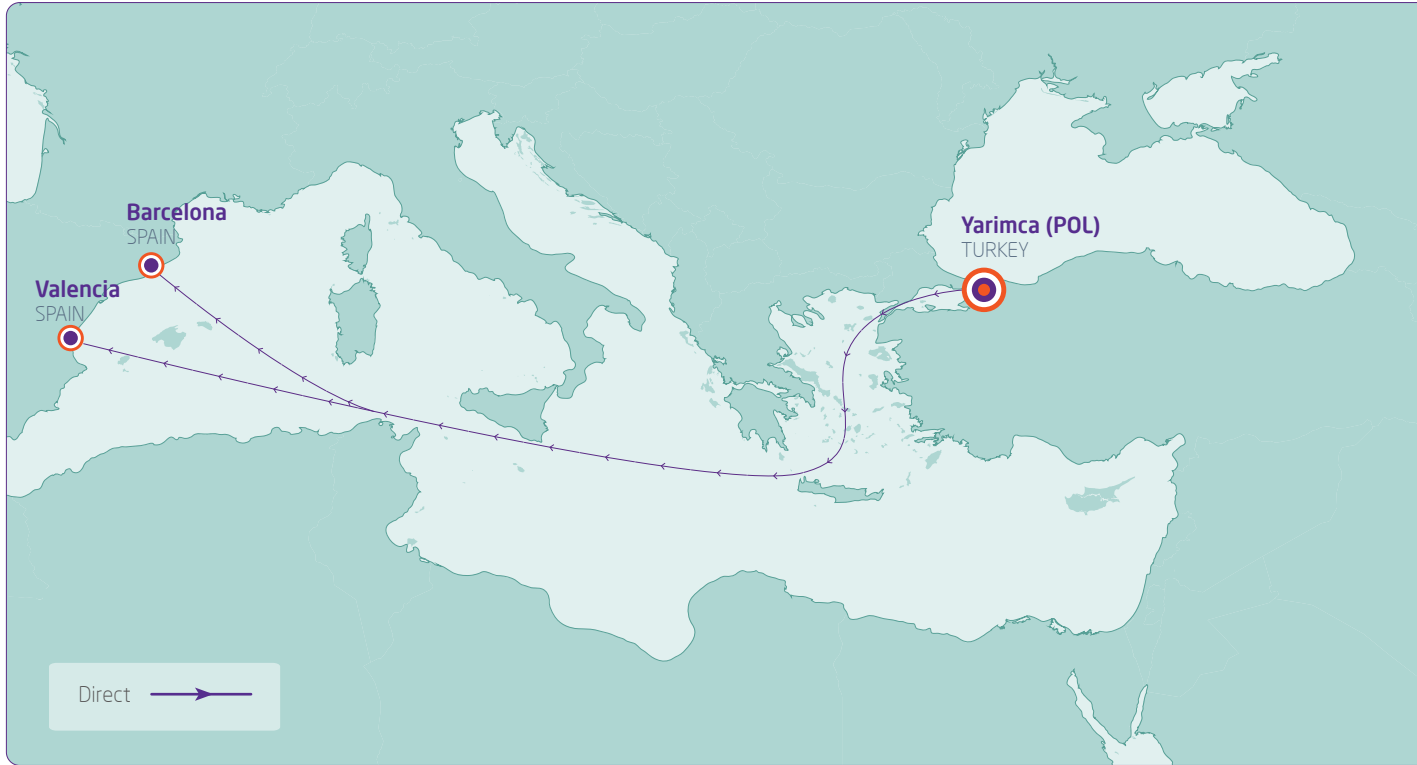 Barcelona
SPAIN
Valencia
SPAIN
Yarimca (POL)
TURKEY
Direct